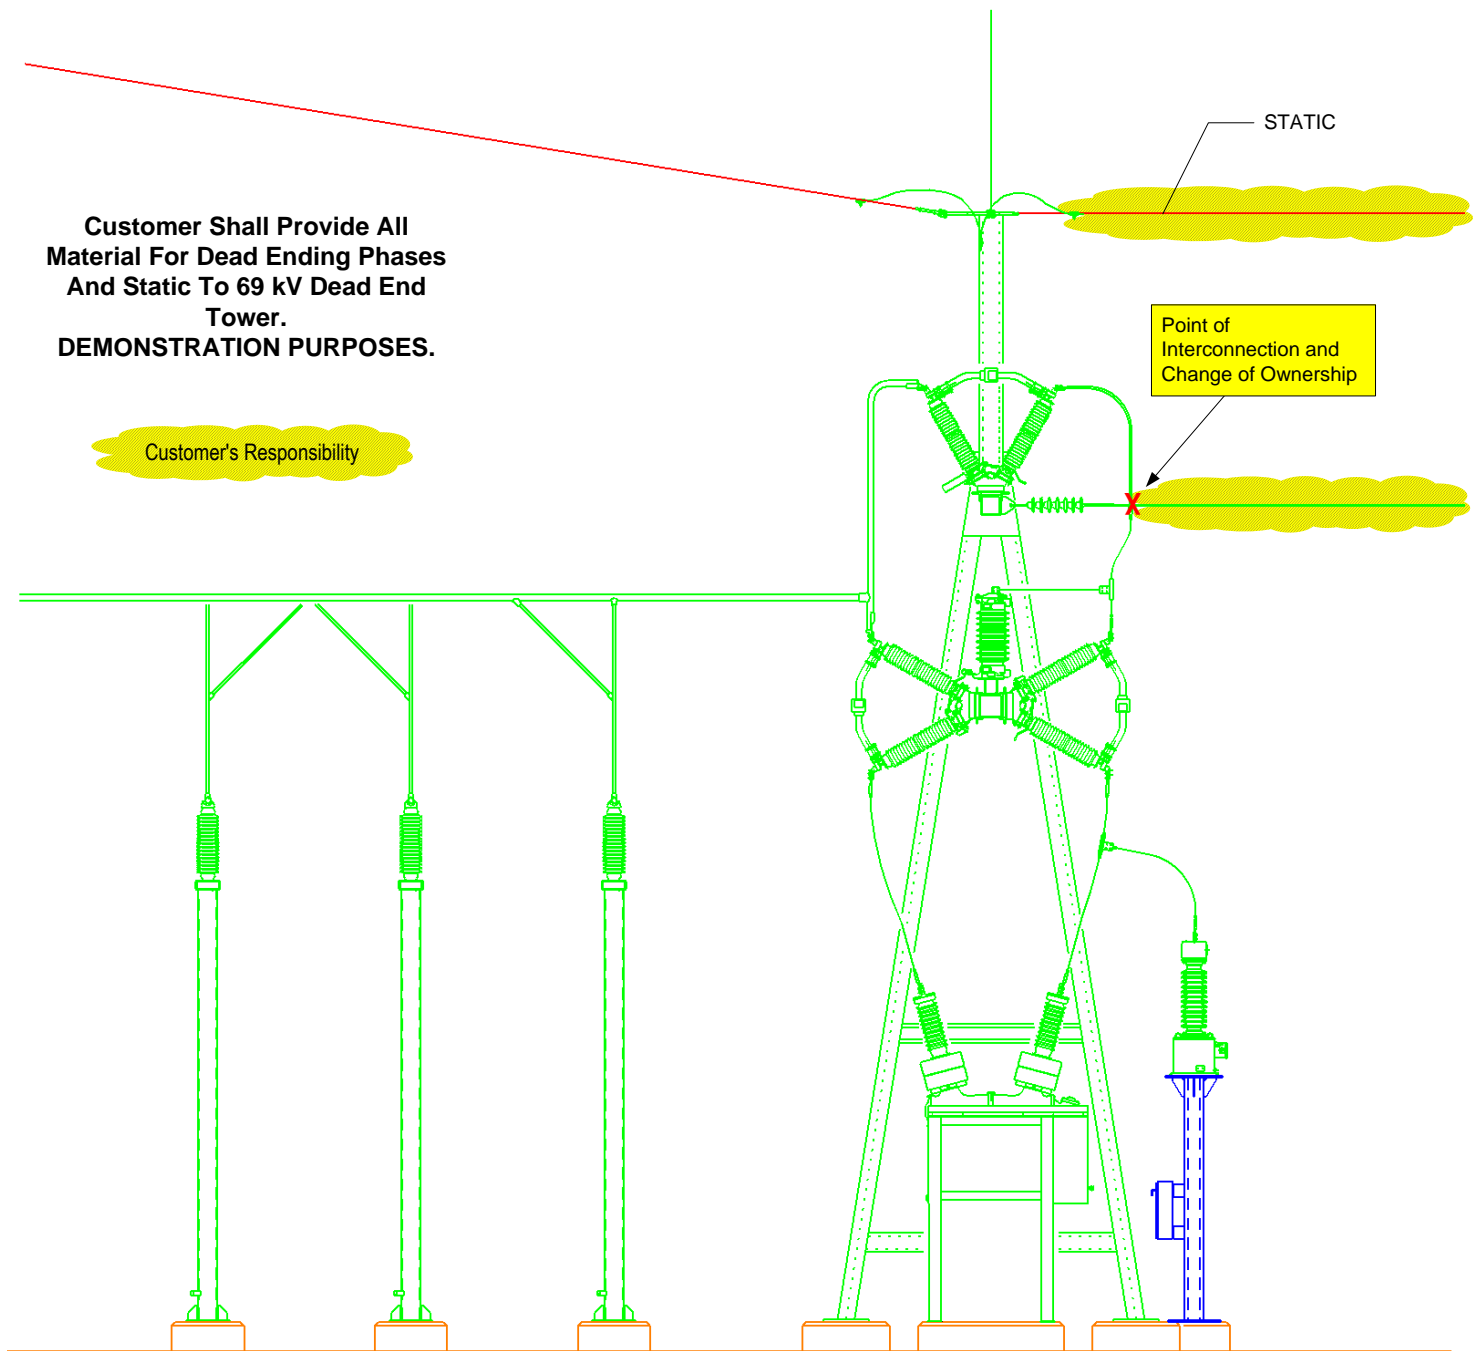 STATIC
Customer Shall Provide All
Material For Dead Ending Phases
And Static To 69 kV Dead End
Tower.
DEMONSTRATION PURPOSES.
Point of
Interconnection and
Change of Ownership
Customer's Responsibility
X